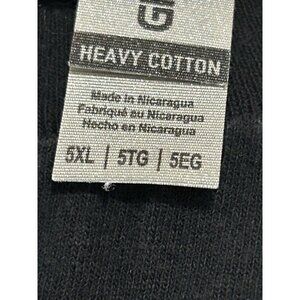 G
HEAVY COTTON
Made in Nicaragua
Fabriqué au Nicaragua
Hecho en Nicaragua
5XL | 5TG | 5EG